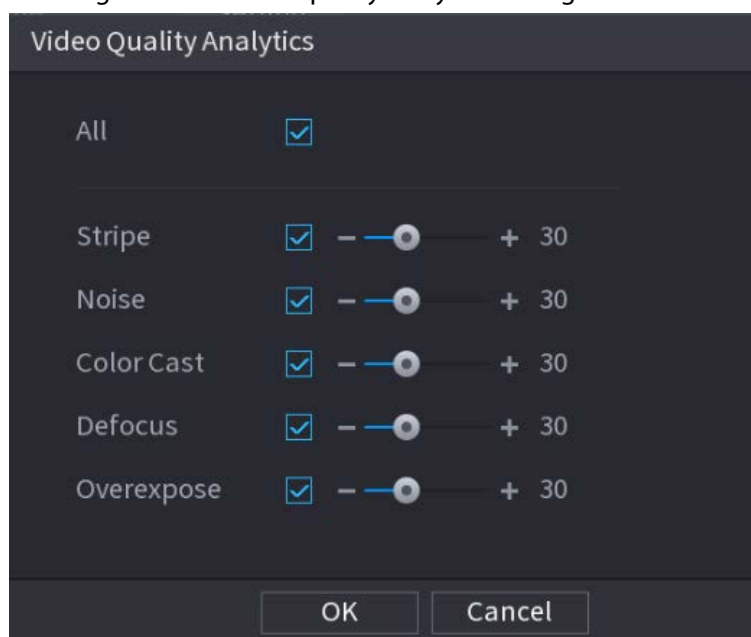 Video Quality Analytics
All
Stripe 30
Noise 30
Color Cast 30
Defocus 30
Overexpose 30
OK Cancel